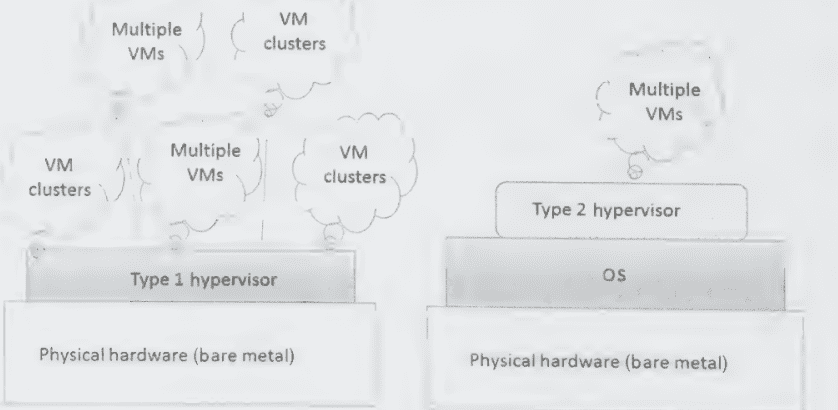 Multiple
VMs
VM
clusters
VM
clusters
Multiple
VMs
VM
clusters
Type 1 hypervisor
Physical hardware (bare metal)
Multiple
VMs
Type 2 hypervisor
OS
Physical hardware (bare metal)